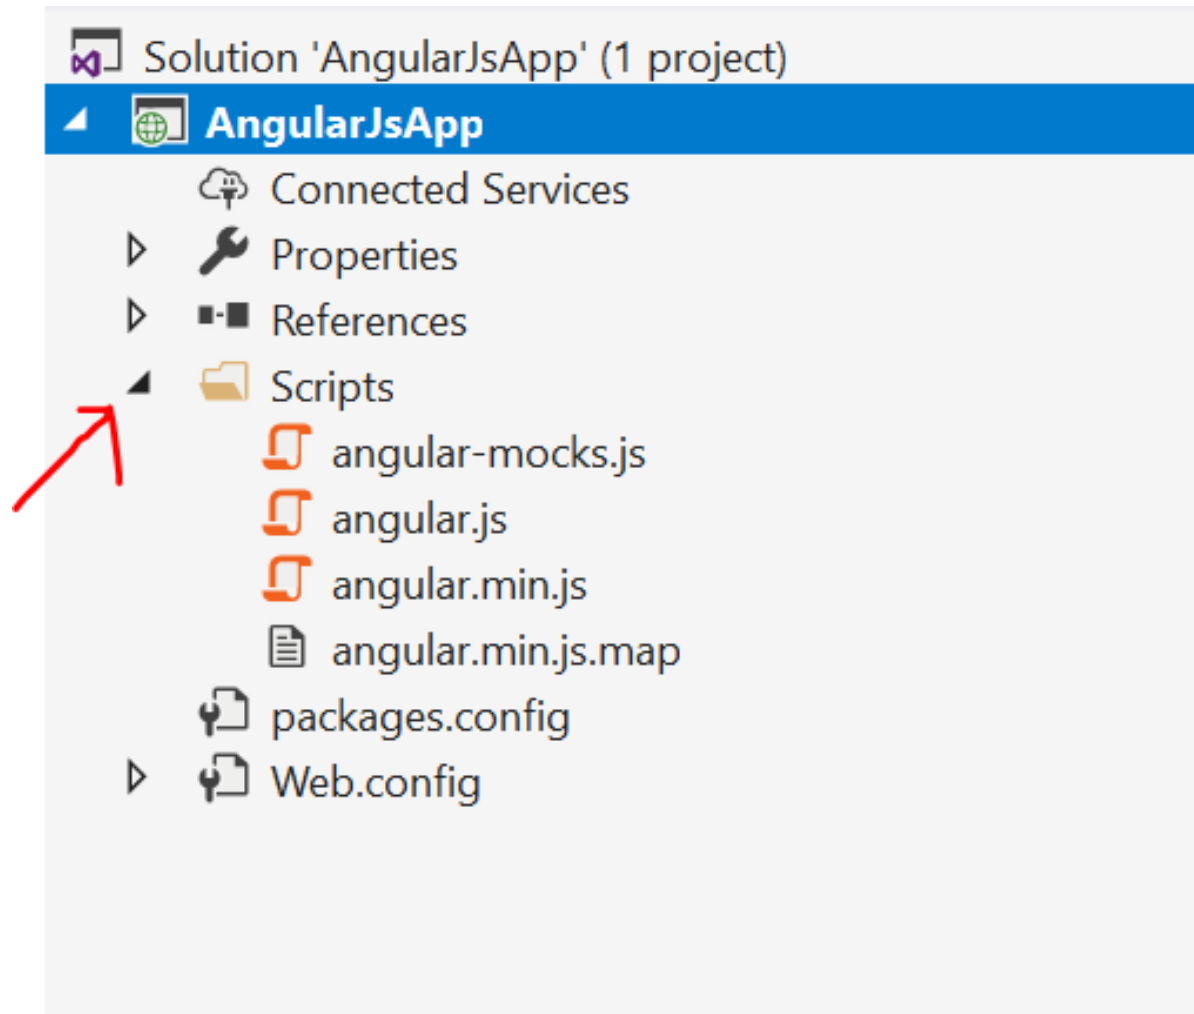 Solution 'AngularJsApp' (1 project)
AngularJsApp
Connected Services
Properties
References
Scripts
angular-mocks.js
angular.js
angular.min.js
angular.min.js.map
packages.config
Web.config